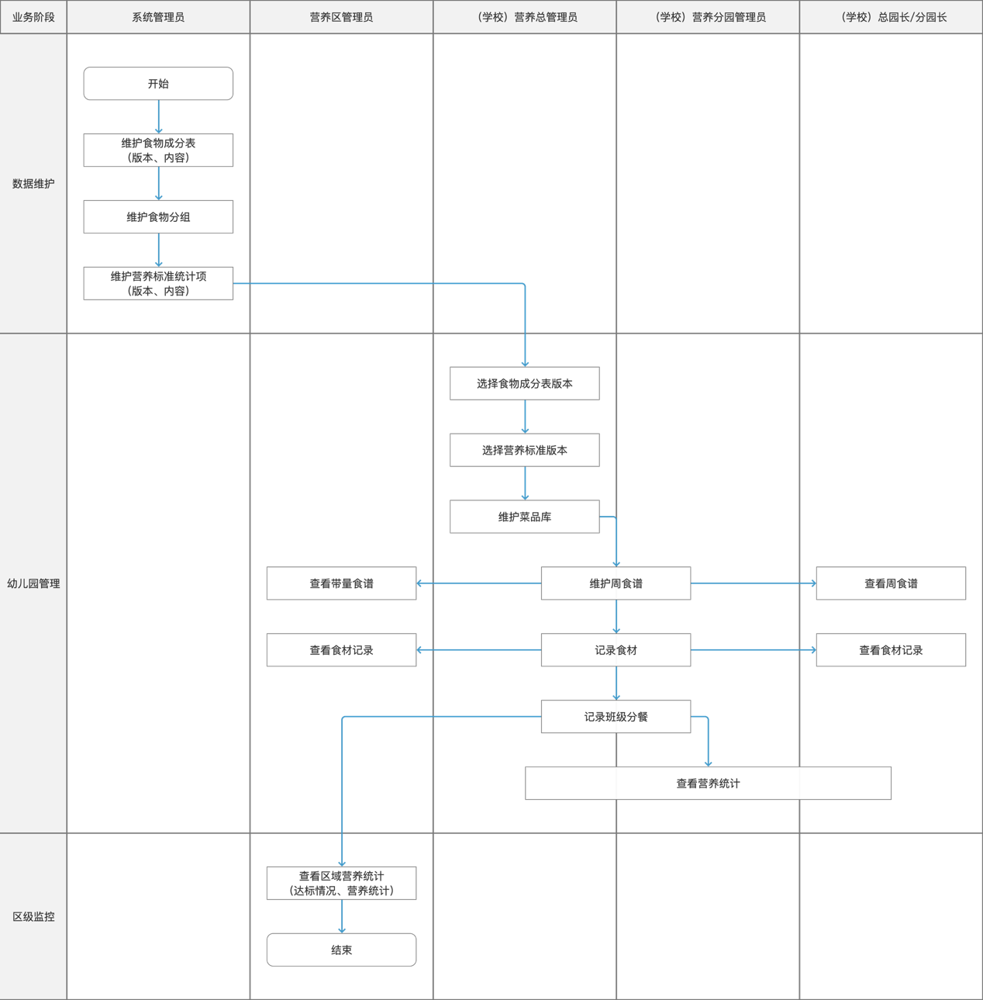 业务阶段
系统管理员
营养区管理员
（学校）营养总管理员
（学校）营养分园管理员
（学校）总园长/分园长
数据维护
开始
维护食物成分表
（版本、内容）
维护食物分组
维护营养标准统计项
（版本、内容）
幼儿园管理
选择食物成分表版本
选择营养标准版本
维护菜品库
查看带量食谱
维护周食谱
查看周食谱
查看食材记录
记录食材
查看食材记录
记录班级分餐
查看营养统计
区级监控
查看区域营养统计
（达标情况、营养统计）
结束